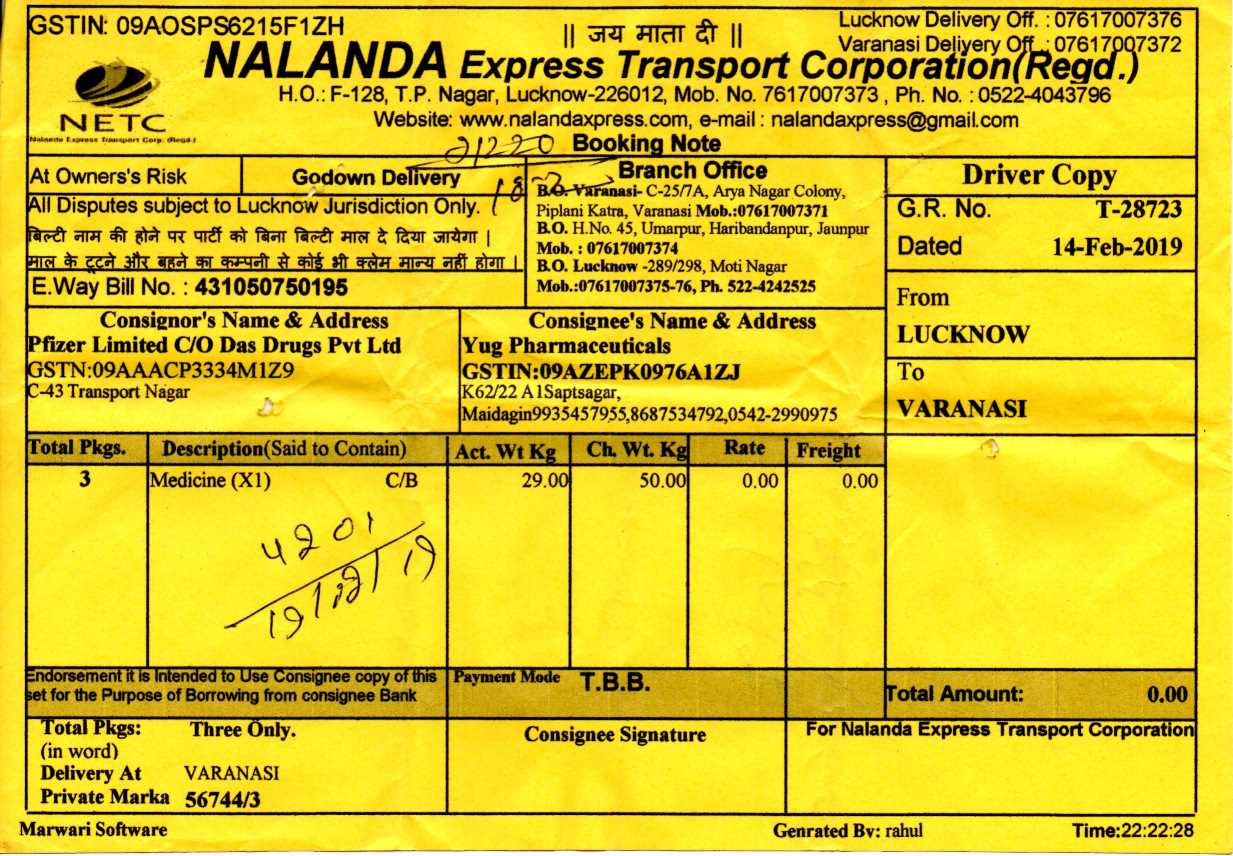 GSTIN: 09AOSPS6215F1ZH
|| जय माता दी ||
Lucknow Delivery Off. : 07617007376
Varanasi Deliyery Off. : 07617007372
NALANDA Express Transport Corporation(Regd.)
H.O.: F-128, T.P. Nagar, Lucknow-226012, Mob. No. 7617007373 , Ph. No. : 0522-4043796
NETC
Website: www.nalandaxpress.com, e-mail : nalandaxpress@gmail.com
Nalanda Express Transport Corp. (Regd.)
21220 Booking Note
At Owners's Risk
Godown Delivery
All Disputes subject to Lucknow Jurisdiction Only.
बिल्टी नाम की होने पर पार्टी को बिना बिल्टी माल दे दिया जायेगा |
माल के टूटने और बहने का कम्पनी से कोई भी क्लेम मान्य नहीं होगा |
E.Way Bill No. : 431050750195
Branch Office
B.O. Varanasi- C-25/7A, Arya Nagar Colony,
Piplani Katra, Varanasi Mob.:07617007371
B.O. H.No. 45, Umarpur, Haribandanpur, Jaunpur
Mob. : 07617007374
B.O. Lucknow -289/298, Moti Nagar
Mob.:07617007375-76, Ph. 522-4242525
Driver Copy
G.R. No. T-28723
Dated 14-Feb-2019
From
LUCKNOW
To
VARANASI
Consignor's Name & Address
Pfizer Limited C/O Das Drugs Pvt Ltd
GSTN:09AAACP3334M1Z9
C-43 Transport Nagar
Consignee's Name & Address
Yug Pharmaceuticals
GSTIN:09AZEPK0976A1ZJ
K62/22 A1Saptsagar,
Maidagin9935457955,8687534792,0542-2990975
Total Pkgs. Description(Said to Contain) Act. Wt Kg Ch. Wt. Kg Rate Freight
3 Medicine (X1) C/B 29.00 50.00 0.00 0.00
4201
Endorsement it is Intended to Use Consignee copy of this
set for the Purpose of Borrowing from consignee Bank
Payment Mode T.B.B.
Total Amount: 0.00
Total Pkgs: Three Only.
(in word)
Delivery At VARANASI
Private Marka 56744/3
Consignee Signature
For Nalanda Express Transport Corporation
Marwari Software
Genrated By: rahul
Time:22:22:28